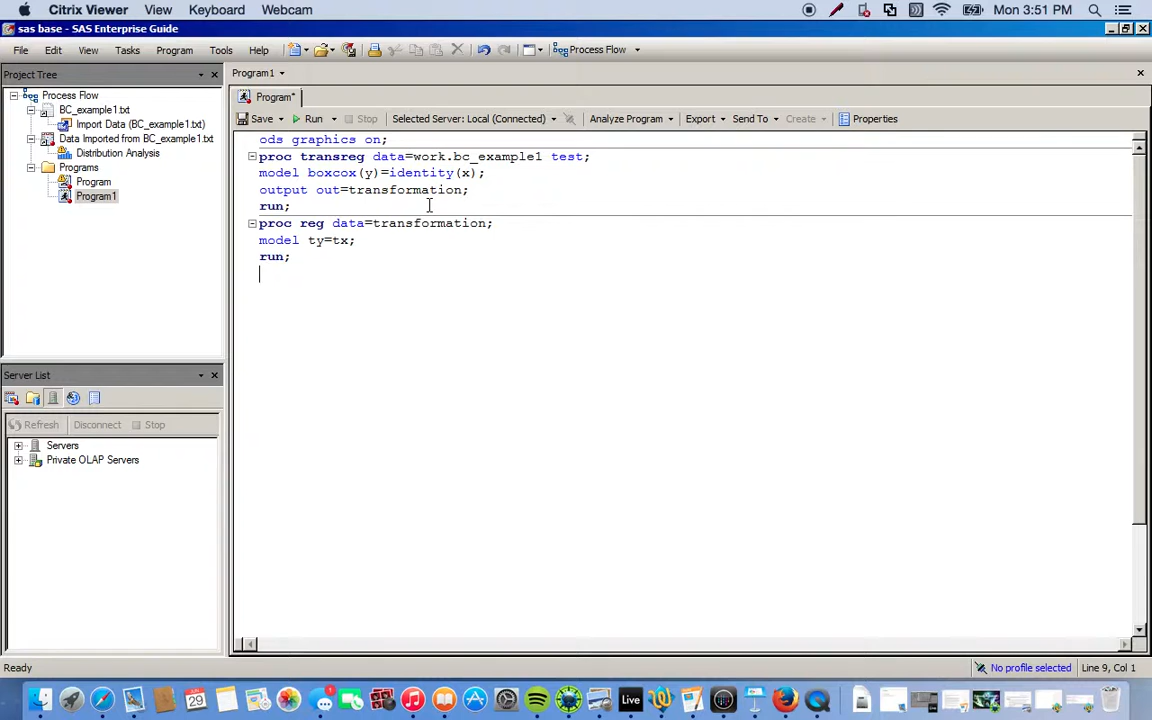 Citrix Viewer View Keyboard Webcam Mon 3:51 PM
sas base - SAS Enterprise Guide
File Edit View Tasks Program Tools Help Process Flow
Project Tree
Program1
Process Flow
BC_example1.txt
Import Data (BC_example1.txt)
Data Imported from BC_example1.txt
Distribution Analysis
Programs
Program
Program1
Program*
Save Run Stop Selected Server: Local (Connected) Analyze Program Export Send To Create Properties
ods graphics on;
proc transreg data=work.bc_example1 test;
model boxcox(y)=identity(x);
output out=transformation;
run;
proc reg data=transformation;
model ty=tx;
run;
Server List
Refresh Disconnect Stop
Servers
Private OLAP Servers
Ready
No profile selected Line 9, Col 1
29
Live